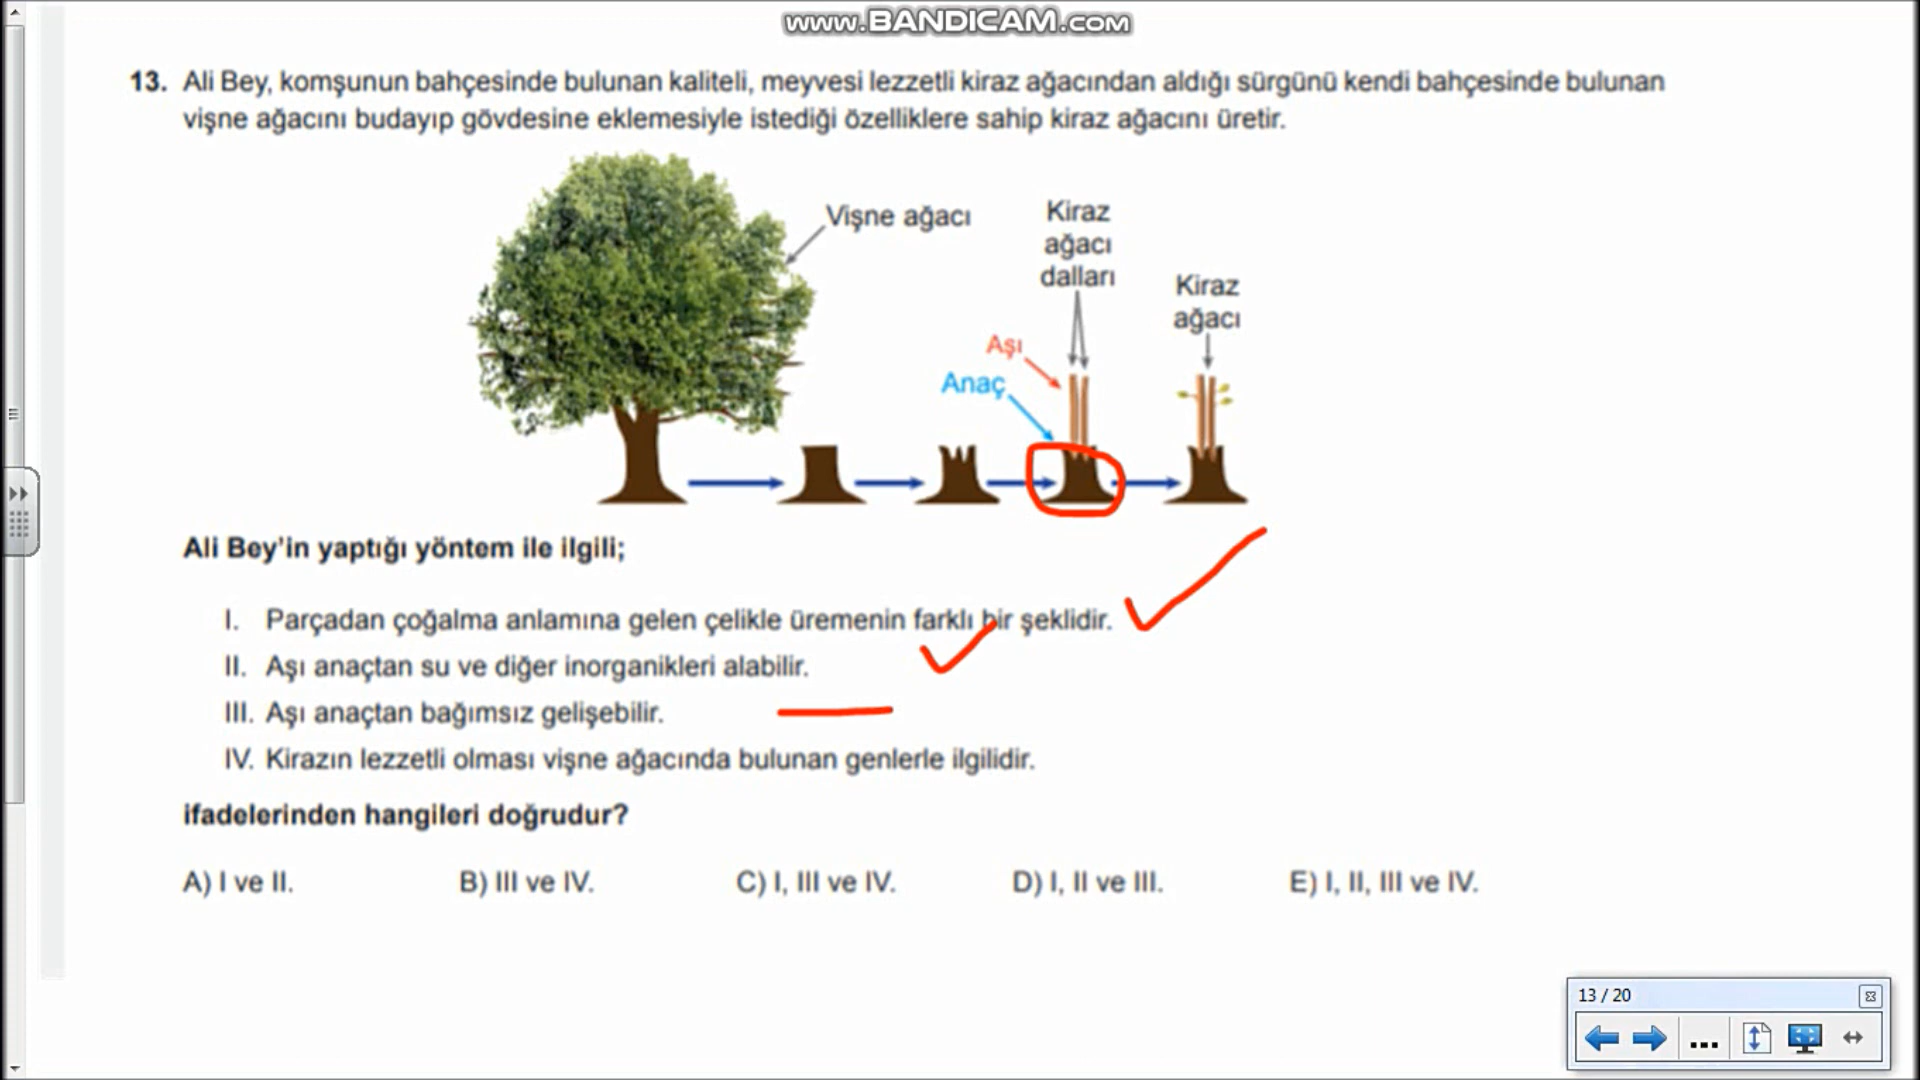 www.BANDICAM.com
13. Ali Bey, komşunun bahçesinde bulunan kaliteli, meyvesi lezzetli kiraz ağacından aldığı sürgünü kendi bahçesinde bulunan
vişne ağacını budayıp gövdesine eklemesiyle istediği özelliklere sahip kiraz ağacını üretir.
Vişne ağacı
Kiraz
ağacı
dalları
Kiraz
ağacı
Aşı
Anaç
Ali Bey'in yaptığı yöntem ile ilgili;
I. Parçadan çoğalma anlamına gelen çelikle üremenin farklı bir şeklidir.
II. Aşı anaçtan su ve diğer inorganikleri alabilir.
III. Aşı anaçtan bağımsız gelişebilir.
IV. Kirazın lezzetli olması vişne ağacında bulunan genlerle ilgilidir.
ifadelerinden hangileri doğrudur?
A) I ve II. B) III ve IV. C) I, III ve IV. D) I, II ve III. E) I, II, III ve IV.
13 / 20
...